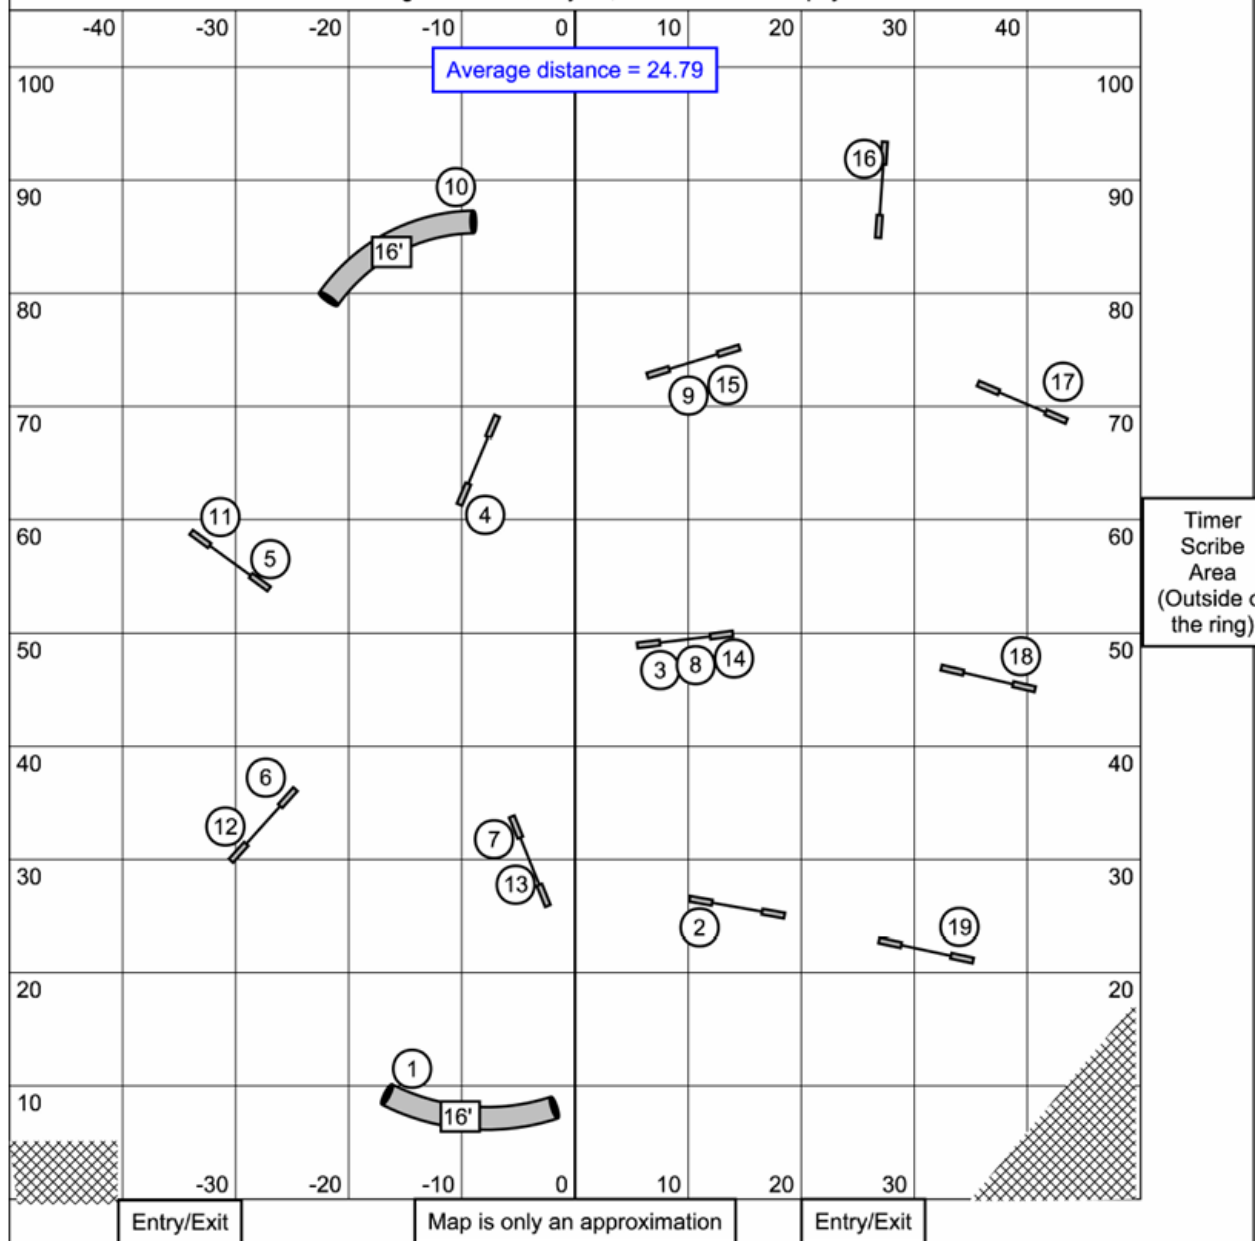 -40 -30 -20 -10 0 10 20 30 40
Average distance = 24.79
100 100
16
90 10 90
16'
80 80
9 15 17
70 70
4
11
60 60
5
Timer
Scribe
Area
(Outside
the ring)
50 3 8 14 18 50
40 40
6
12 7
30 13 30
2 19
20 20
1
10 10
16'
-30 -20 -10 0 10 20 30
Entry/Exit Map is only an approximation Entry/Exit